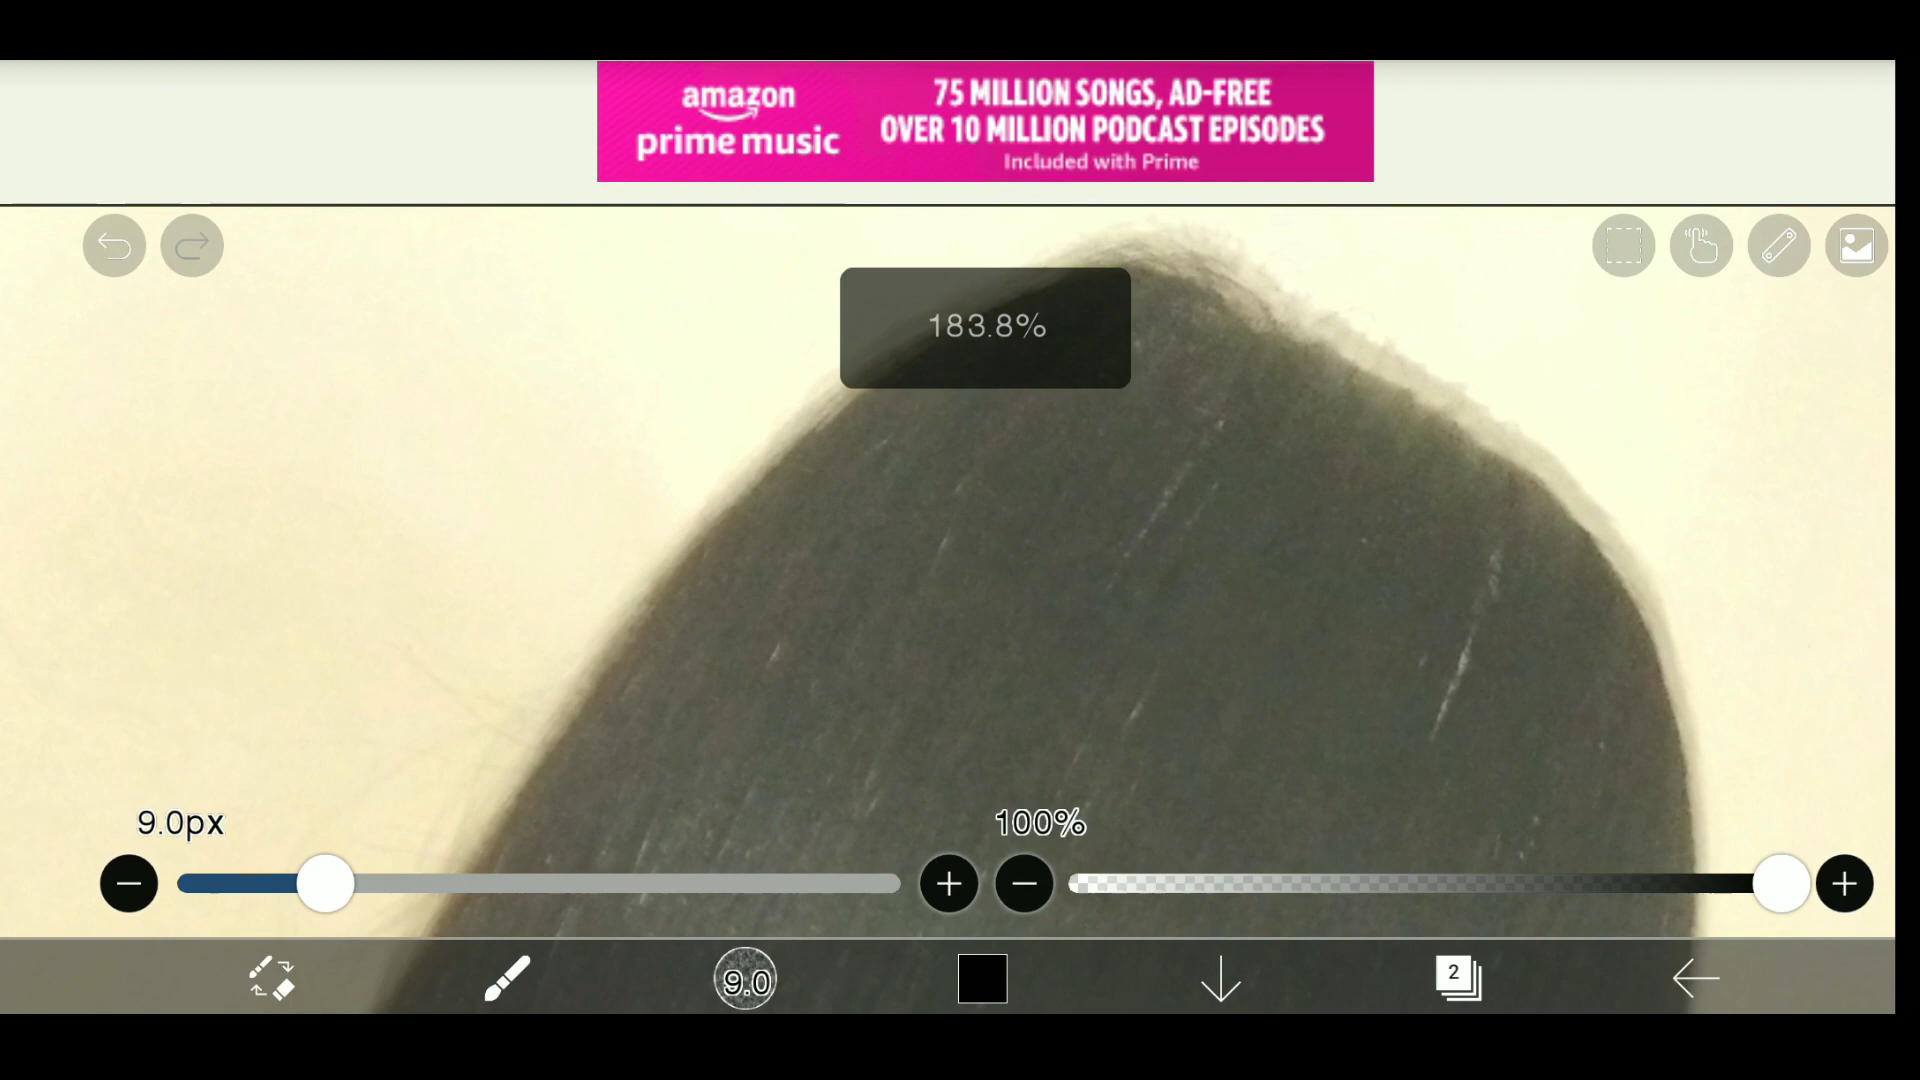 amazon
prime music
75 MILLION SONGS, AD-FREE
OVER 10 MILLION PODCAST EPISODES
Included with Prime
183.8%
9.0px
100%
9.0
2